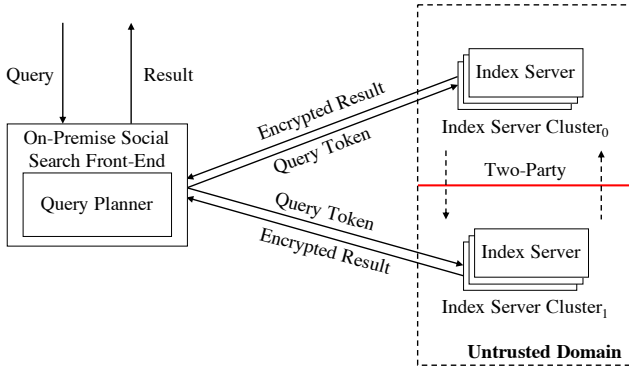 Query
Result
On-Premise Social
Search Front-End
Query Planner
Encrypted Result
Query Token
Query Token
Encrypted Result
Index Server
Index Server Cluster₀
Two-Party
Index Server
Index Server Cluster₁
Untrusted Domain